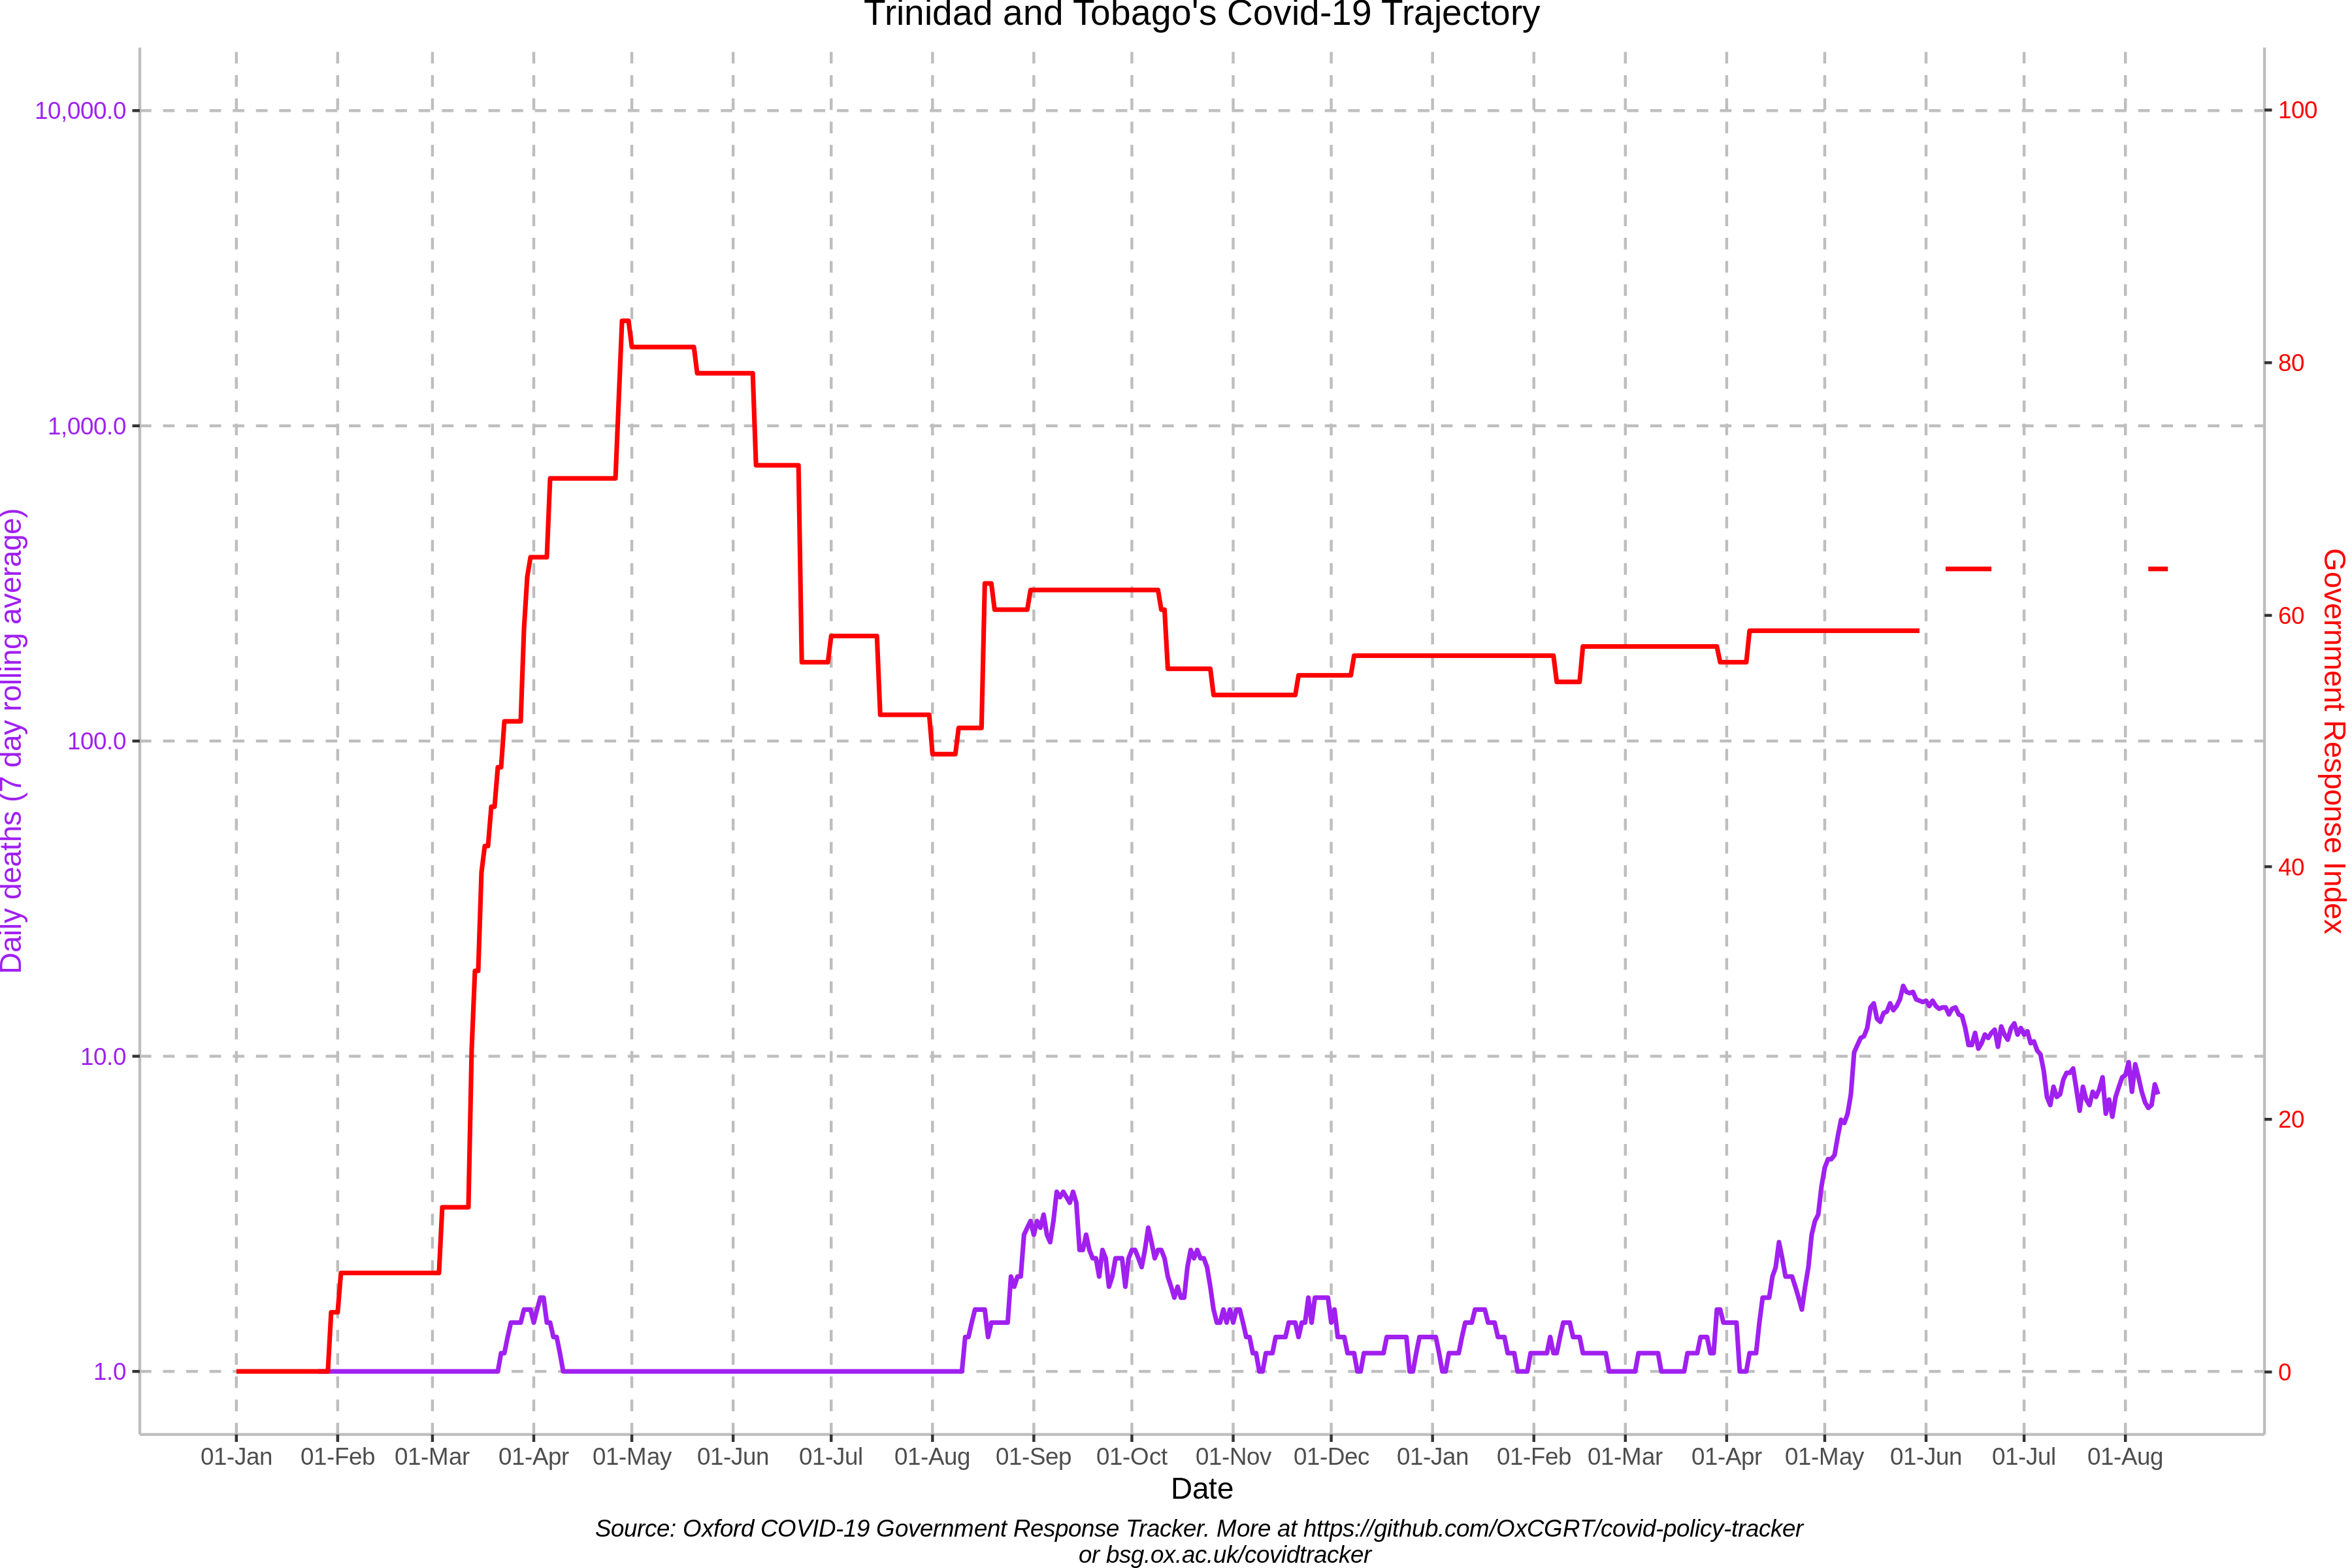 Trinidad and Tobago's Covid-19 Trajectory
10,000.0
1,000.0
100.0
10.0
1.0
Daily deaths (7 day rolling average)
100
80
60
40
20
0
Government Response Index
01-Jan 01-Feb 01-Mar 01-Apr 01-May 01-Jun 01-Jul 01-Aug 01-Sep 01-Oct 01-Nov 01-Dec 01-Jan 01-Feb 01-Mar 01-Apr 01-May 01-Jun 01-Jul 01-Aug
Date
Source: Oxford COVID-19 Government Response Tracker. More at https://github.com/OxCGRT/covid-policy-tracker
or bsg.ox.ac.uk/covidtracker